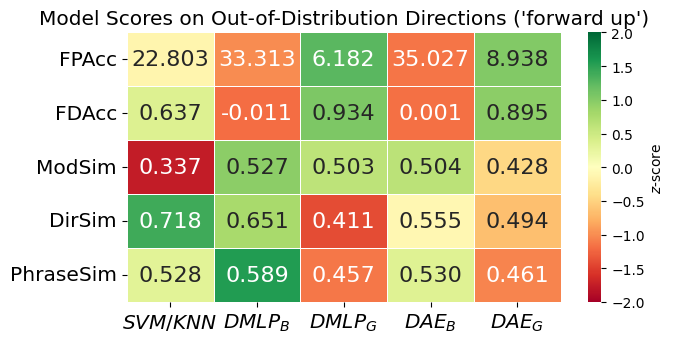 Model Scores on Out-of-Distribution Directions ('forward up')
FPAcc 22.803 33.313 6.182 35.027 8.938
FDAcc 0.637 -0.011 0.934 0.001 0.895
ModSim 0.337 0.527 0.503 0.504 0.428
DirSim 0.718 0.651 0.411 0.555 0.494
PhraseSim 0.528 0.589 0.457 0.530 0.461
SVM/KNN DMLP_B DMLP_G DAE_B DAE_G
2.0
1.5
1.0
0.5
0.0
−0.5
−1.0
−1.5
−2.0
z-score